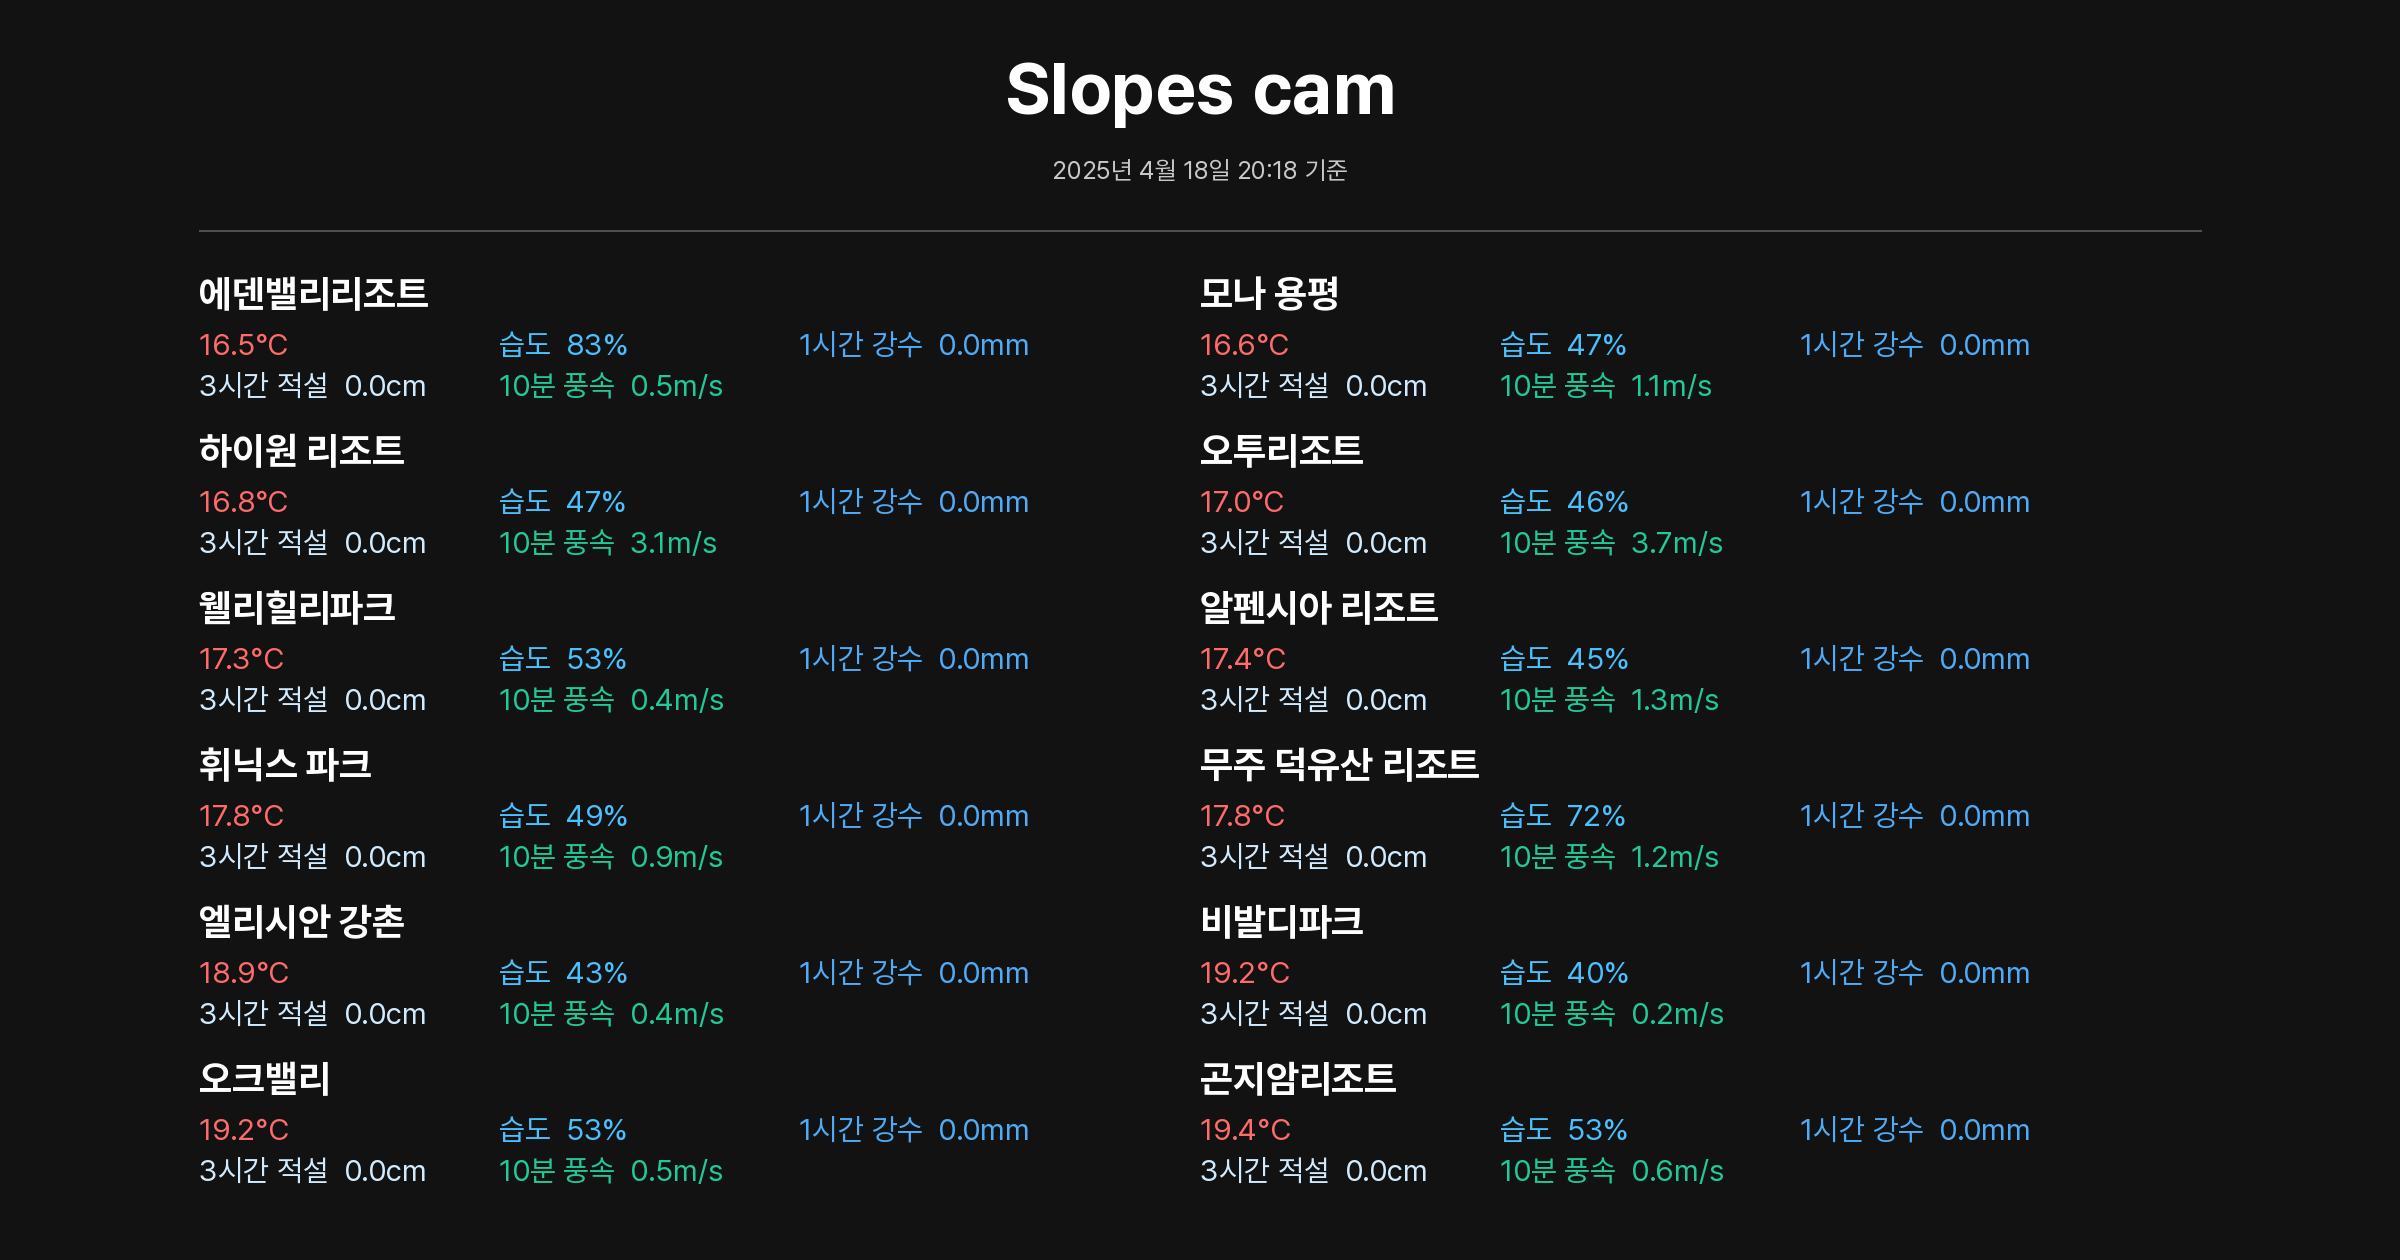 Slopes cam
2025년 4월 18일 20:18 기준
에덴밸리리조트
16.5°C 습도 83% 1시간 강수 0.0mm
3시간 적설 0.0cm 10분 풍속 0.5m/s
모나 용평
16.6°C 습도 47% 1시간 강수 0.0mm
3시간 적설 0.0cm 10분 풍속 1.1m/s
하이원 리조트
16.8°C 습도 47% 1시간 강수 0.0mm
3시간 적설 0.0cm 10분 풍속 3.1m/s
오투리조트
17.0°C 습도 46% 1시간 강수 0.0mm
3시간 적설 0.0cm 10분 풍속 3.7m/s
웰리힐리파크
17.3°C 습도 53% 1시간 강수 0.0mm
3시간 적설 0.0cm 10분 풍속 0.4m/s
알펜시아 리조트
17.4°C 습도 45% 1시간 강수 0.0mm
3시간 적설 0.0cm 10분 풍속 1.3m/s
휘닉스 파크
17.8°C 습도 49% 1시간 강수 0.0mm
3시간 적설 0.0cm 10분 풍속 0.9m/s
무주 덕유산 리조트
17.8°C 습도 72% 1시간 강수 0.0mm
3시간 적설 0.0cm 10분 풍속 1.2m/s
엘리시안 강촌
18.9°C 습도 43% 1시간 강수 0.0mm
3시간 적설 0.0cm 10분 풍속 0.4m/s
비발디파크
19.2°C 습도 40% 1시간 강수 0.0mm
3시간 적설 0.0cm 10분 풍속 0.2m/s
오크밸리
19.2°C 습도 53% 1시간 강수 0.0mm
3시간 적설 0.0cm 10분 풍속 0.5m/s
곤지암리조트
19.4°C 습도 53% 1시간 강수 0.0mm
3시간 적설 0.0cm 10분 풍속 0.6m/s